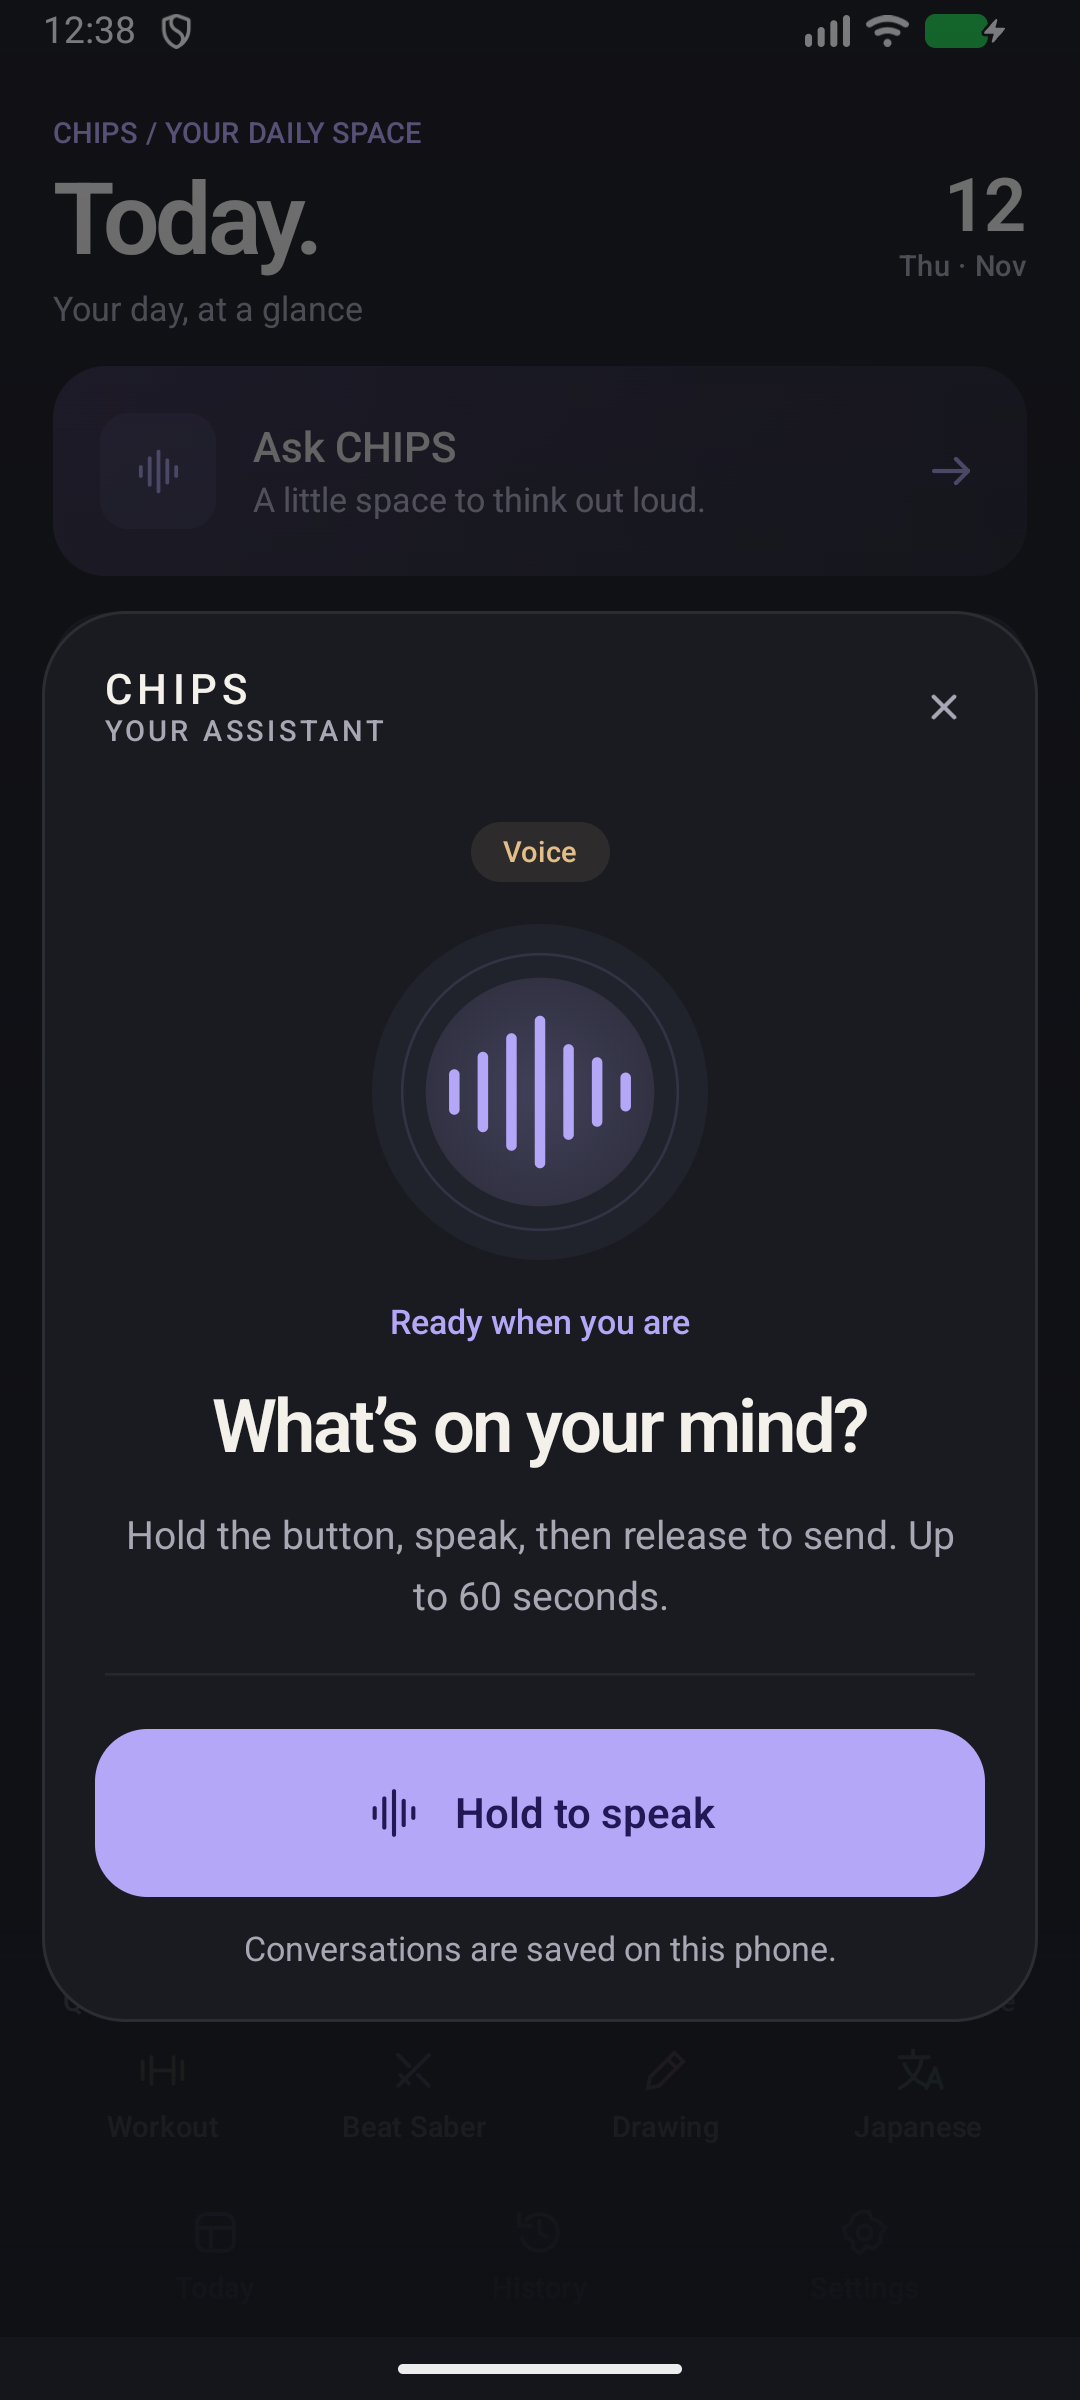 12:38
CHIPS / YOUR DAILY SPACE
Today.
12
Thu · Nov
Your day, at a glance
Ask CHIPS
A little space to think out loud.
CHIPS
YOUR ASSISTANT
Voice
Ready when you are
What’s on your mind?
Hold the button, speak, then release to send. Up
to 60 seconds.
Hold to speak
Conversations are saved on this phone.
Workout
Beat Saber
Drawing
Japanese
Today
History
Settings